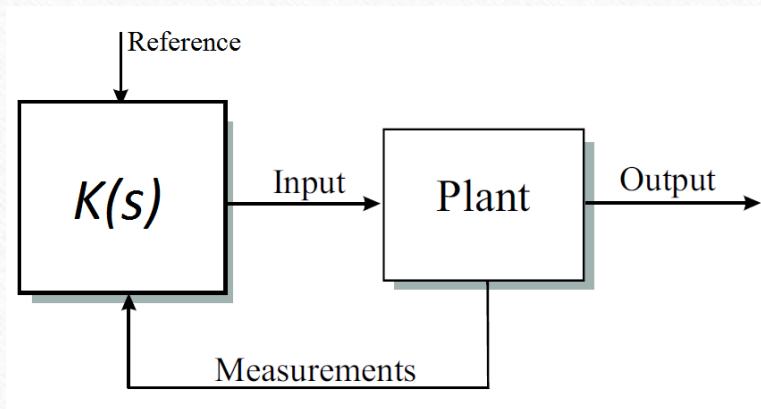 Reference
K(s)
Input
Plant
Output
Measurements